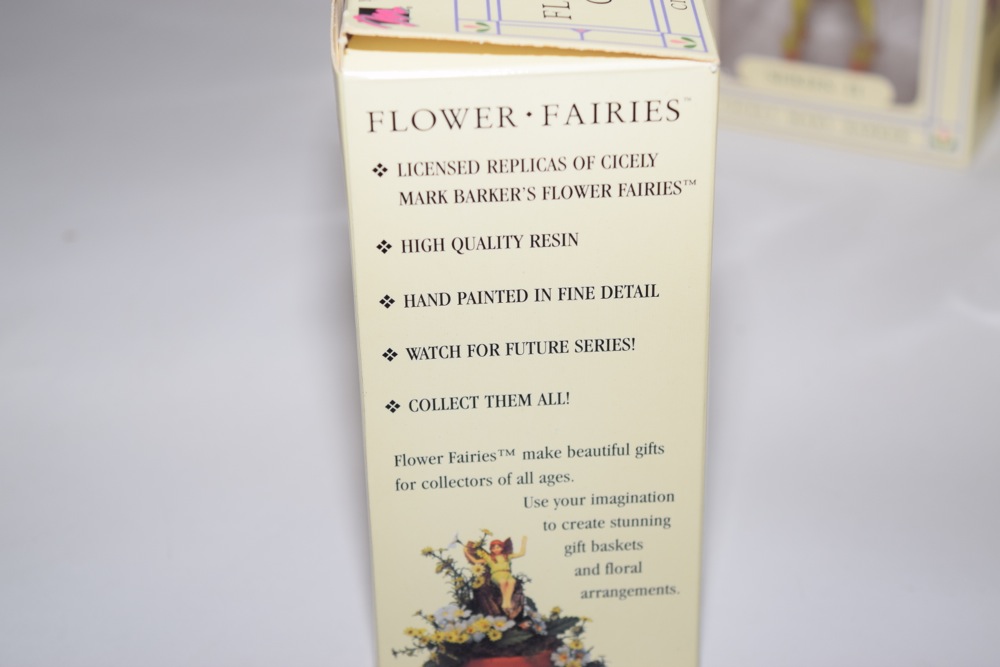 FLOWER • FAIRIES™
❖ LICENSED REPLICAS OF CICELY
MARK BARKER'S FLOWER FAIRIES™
❖ HIGH QUALITY RESIN
❖ HAND PAINTED IN FINE DETAIL
❖ WATCH FOR FUTURE SERIES!
❖ COLLECT THEM ALL!
Flower Fairies™ make beautiful gifts
for collectors of all ages.
Use your imagination
to create stunning
gift baskets
and floral
arrangements.